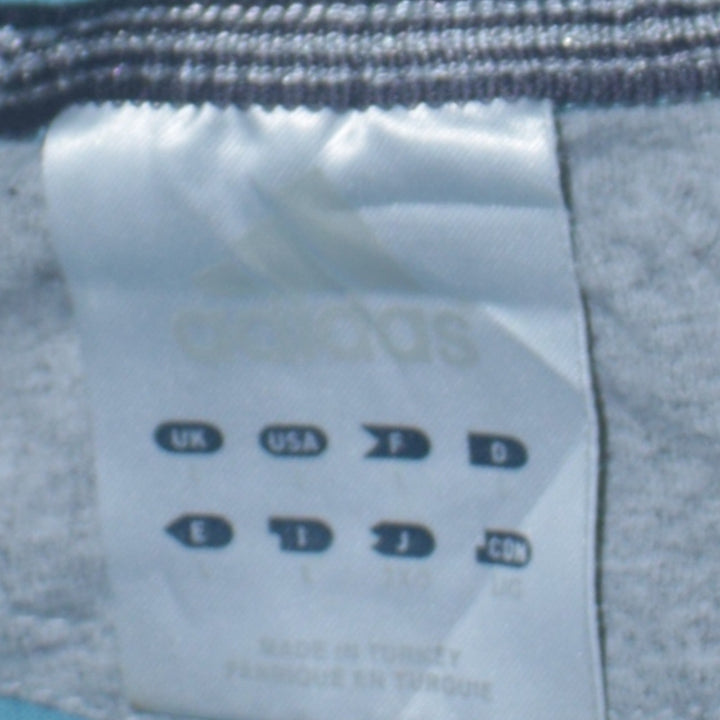 adidas
UK USA F D
E I J CON
MADE IN TURKEY
FABRIQUE EN TURQUIE